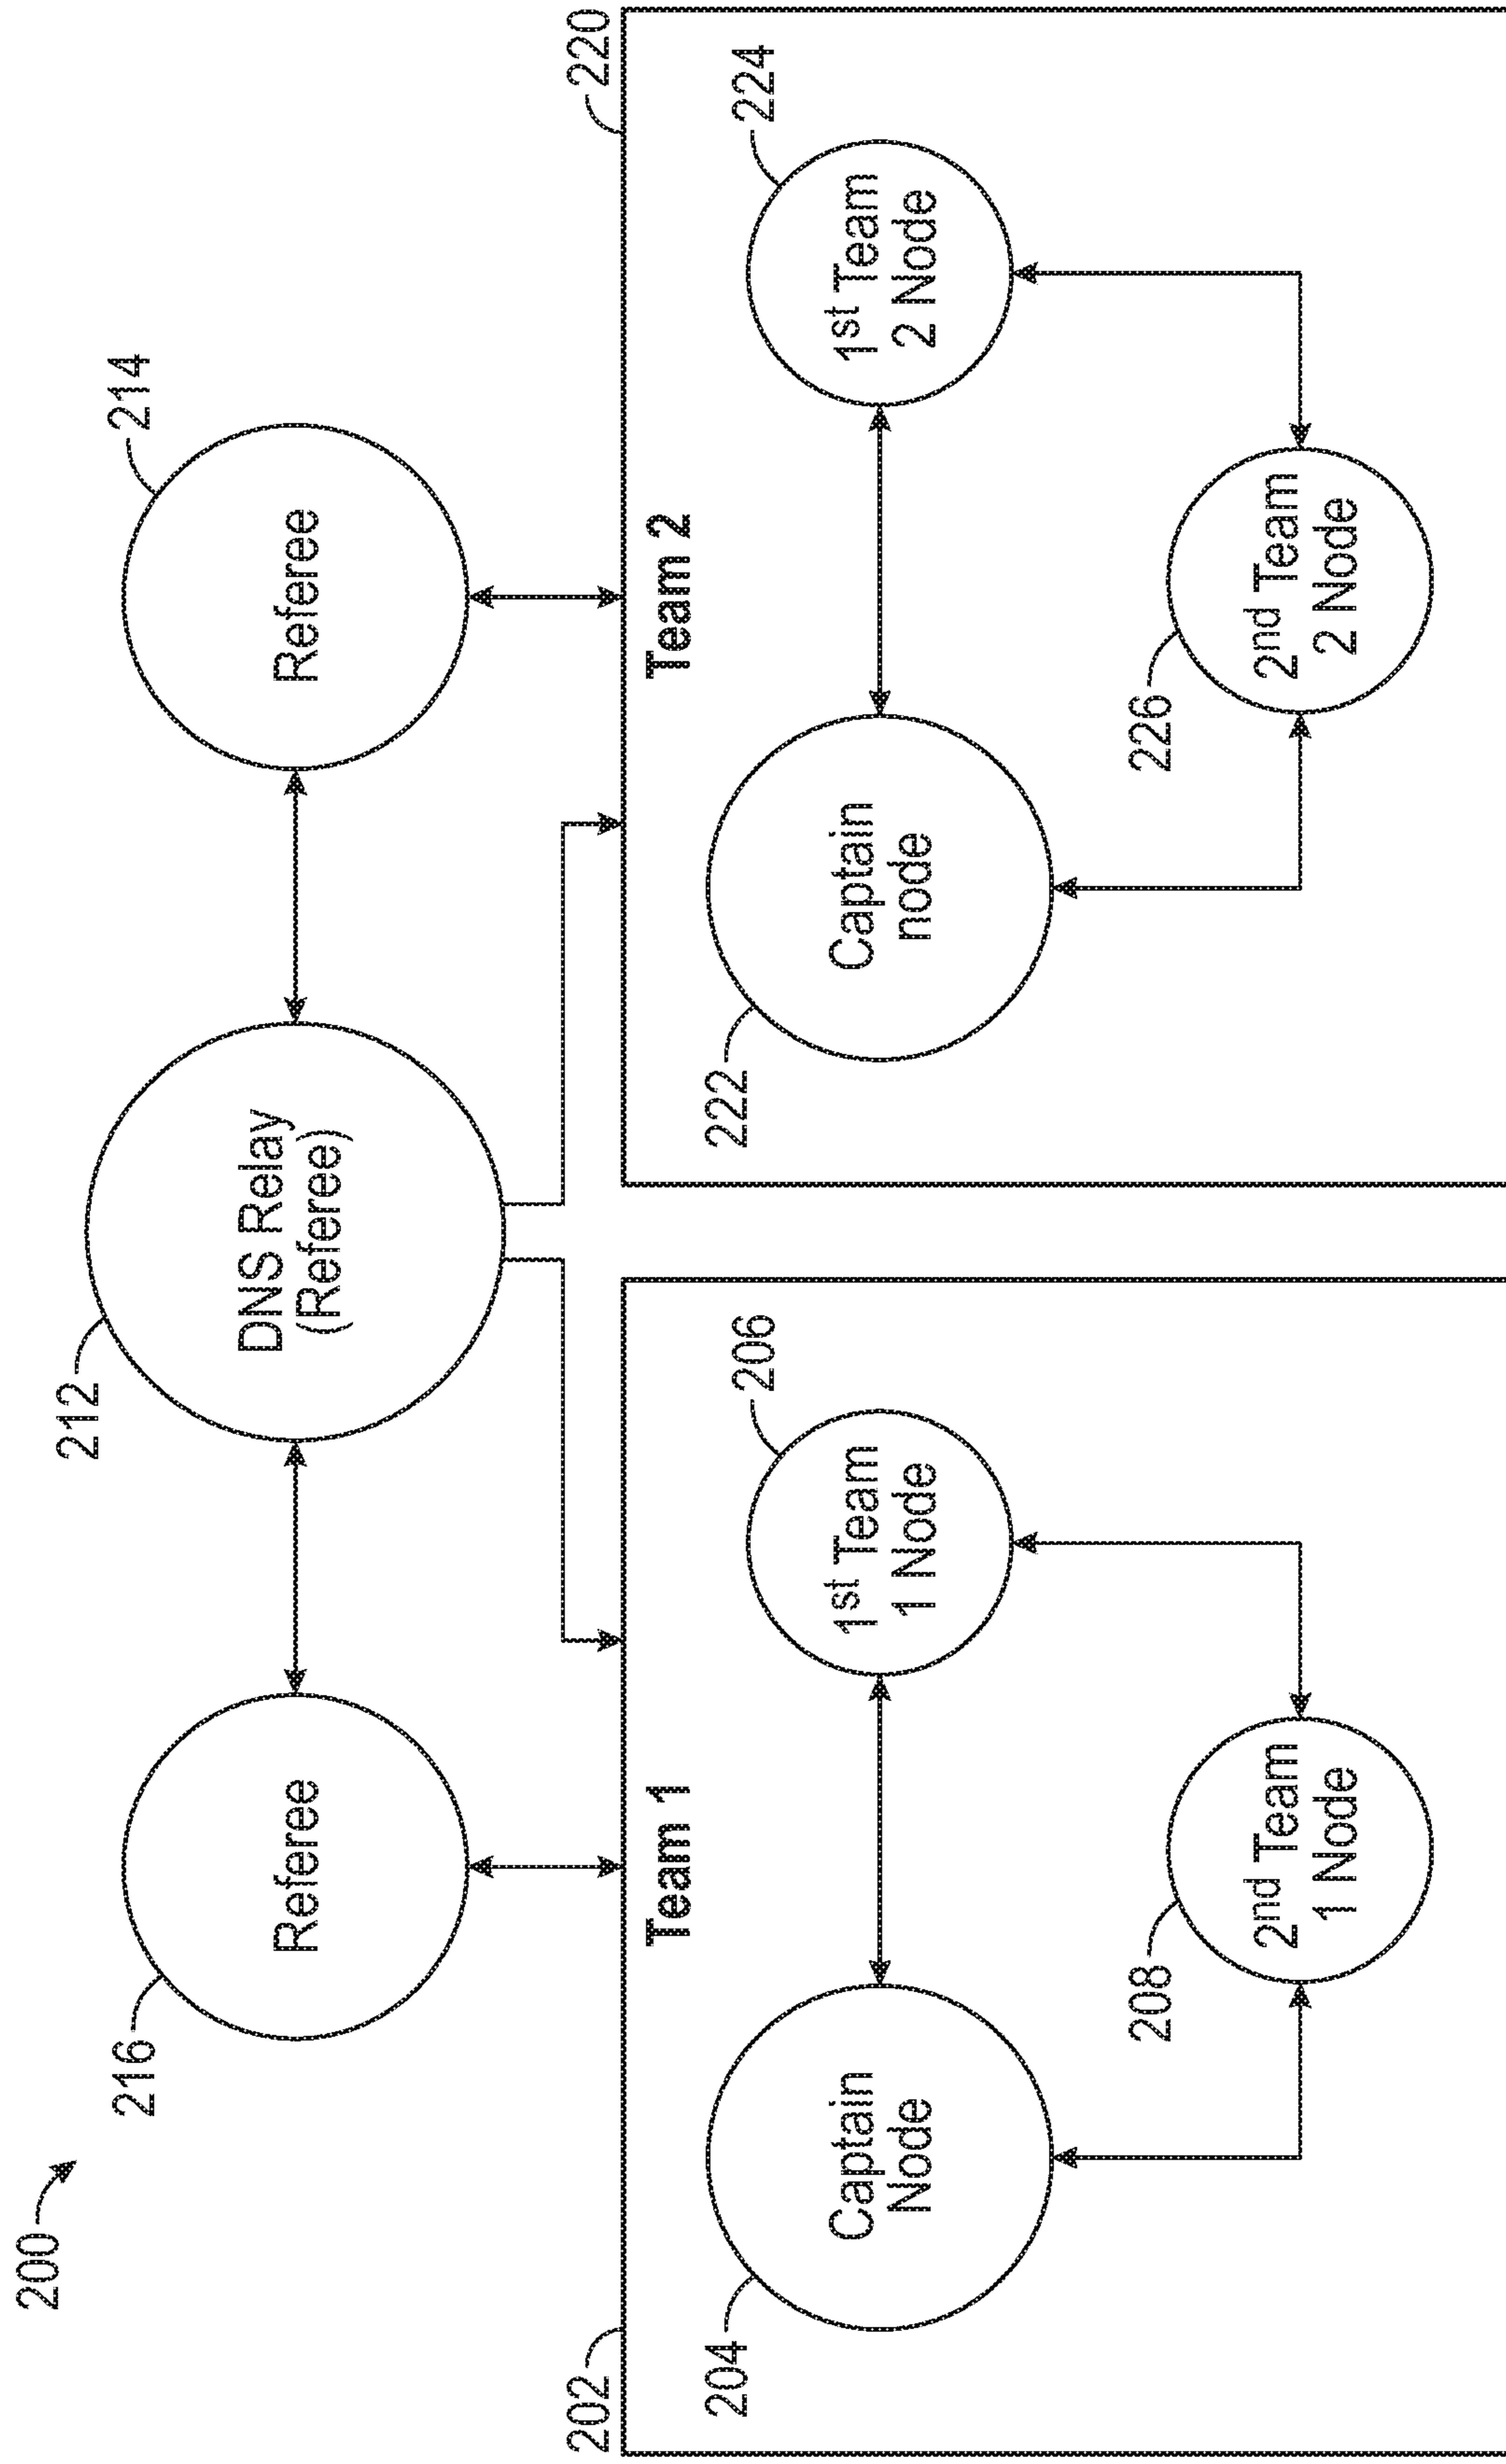 200
216
Referee
212
DNS Relay
(Referee)
214
Referee
202
Team 1
204
Captain
Node
206
1st Team
1 Node
208
2nd Team
1 Node
220
Team 2
222
Captain
node
224
1st Team
2 Node
226
2nd Team
2 Node